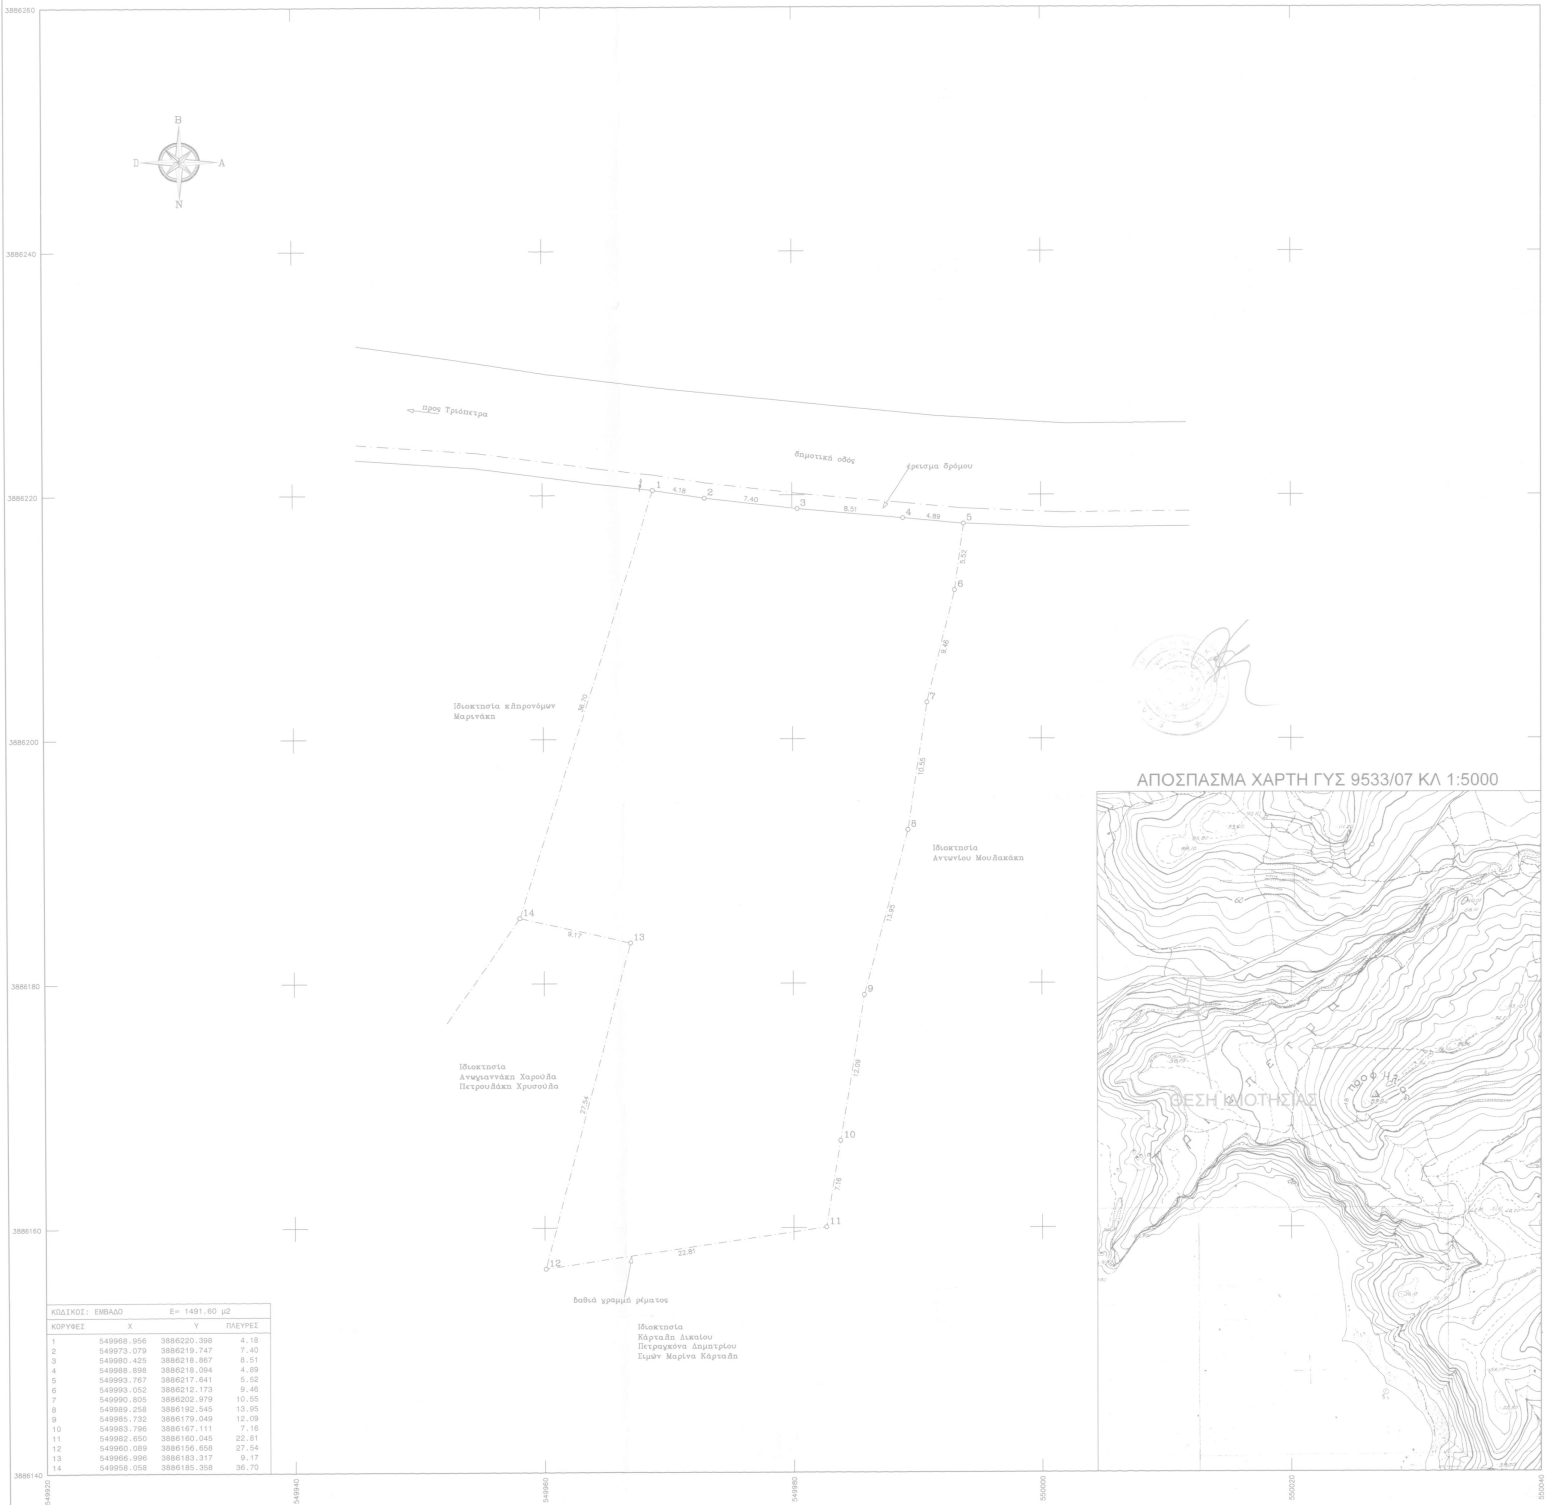 3886260
B
D
A
N
3886240
προς Τριόπετρα
δημοτική οδός
έρεισμα δρόμου
3886220
1
4.18
2
7.40
3
8.51
4
4.89
5
5.52
6
9.46
7
36.70
Ιδιοκτησία κληρονόμων
Μαρινάκη
3886200
10.55
8
Ιδιοκτησία
Αντωνίου Μουλακάκη
13.95
14
9.17
13
3886180
9
Ιδιοκτησία
Ανωγιαννάκη Χαρούλα
Πετρουλάκη Χρυσούλα
12.09
27.54
10
7.16
11
3886160
22.81
12
βαθιά γραμμή ρέματος
Ιδιοκτησία
Κάρταλη Δικαίου
Πετραγκόνα Δημητρίου
Σιμών Μαρίνα Κάρταλη
ΑΠΟΣΠΑΣΜΑ ΧΑΡΤΗ ΓΥΣ 9533/07 ΚΛ 1:5000
ΘΕΣΗ ΙΔΙΟΤΗΣΙΑΣ
Προφ Ηλίας
ΚΩΔΙΚΟΣ: ΕΜΒΑΔΟ E= 1491.60 μ2
ΚΟΡΥΦΕΣ X Y ΠΛΕΥΡΕΣ
1 549968.956 3886220.398 4.18
2 549973.079 3886219.747 7.40
3 549980.425 3886218.867 8.51
4 549988.898 3886218.094 4.89
5 549993.767 3886217.641 5.52
6 549993.052 3886212.173 9.46
7 549990.805 3886202.979 10.55
8 549989.258 3886192.545 13.95
9 549985.732 3886179.049 12.09
10 549983.796 3886167.111 7.16
11 549982.650 3886160.045 22.81
12 549960.089 3886156.658 27.54
13 549966.996 3886183.317 9.17
14 549958.058 3886185.358 36.70
3886140
549920
549940
549960
549980
550000
550020
550040